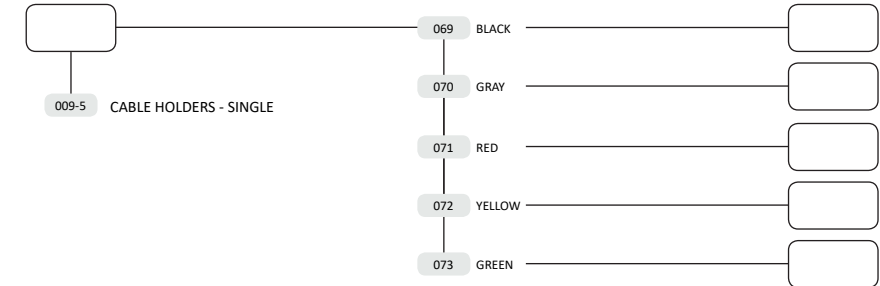 069 BLACK
070 GRAY
009-5 CABLE HOLDERS - SINGLE
071 RED
072 YELLOW
073 GREEN